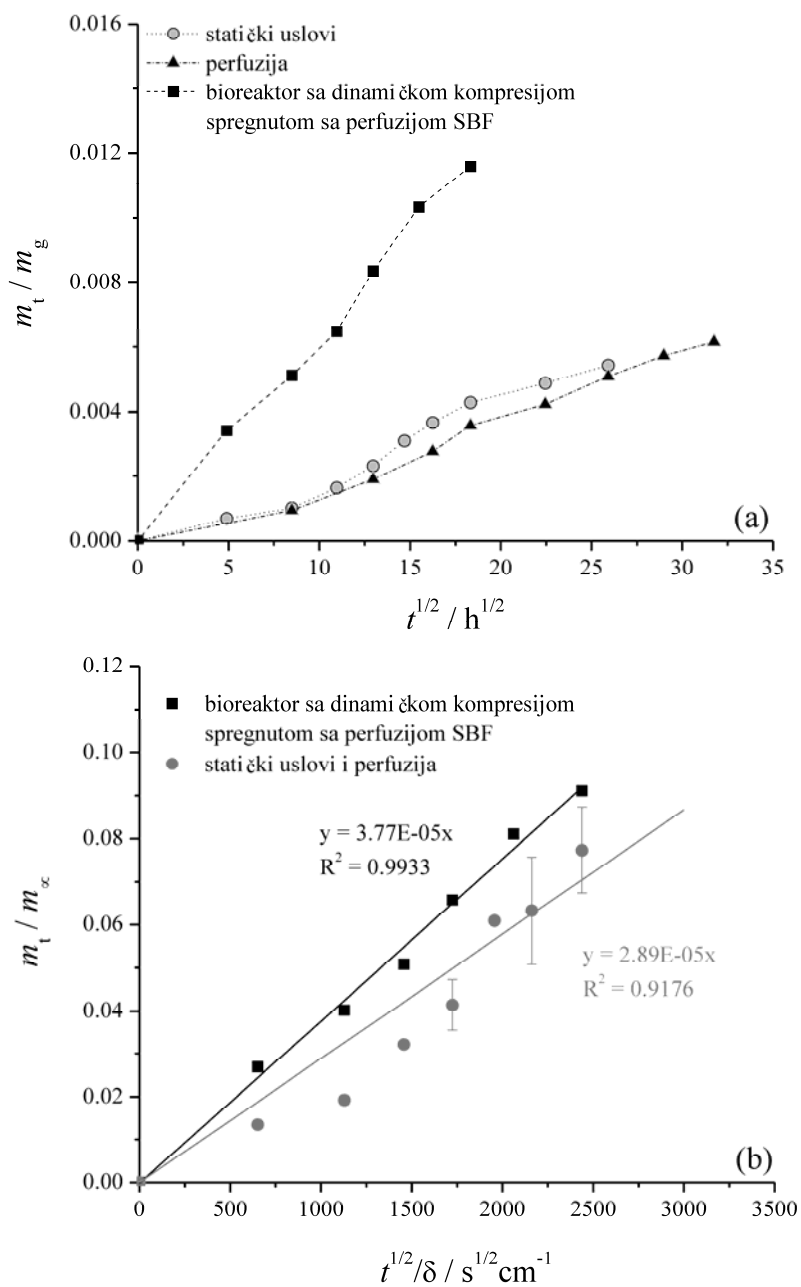 0.016
statički uslovi
perfuzija
bioreaktor sa dinamičkom kompresijom
spregnutom sa perfuzijom SBF
0.012
0.008
0.004
0.000
m_t / m_g
(a)
0 5 10 15 20 25 30 35
t^1/2 / h^1/2
0.12
bioreaktor sa dinamičkom kompresijom
spregnutom sa perfuzijom SBF
statički uslovi i perfuzija
0.10
0.08
y = 3.77E-05x
R² = 0.9933
0.06
m_t / m_∞
y = 2.89E-05x
R² = 0.9176
0.04
0.02
(b)
0.00
0 500 1000 1500 2000 2500 3000 3500
t^1/2/δ / s^1/2cm^-1